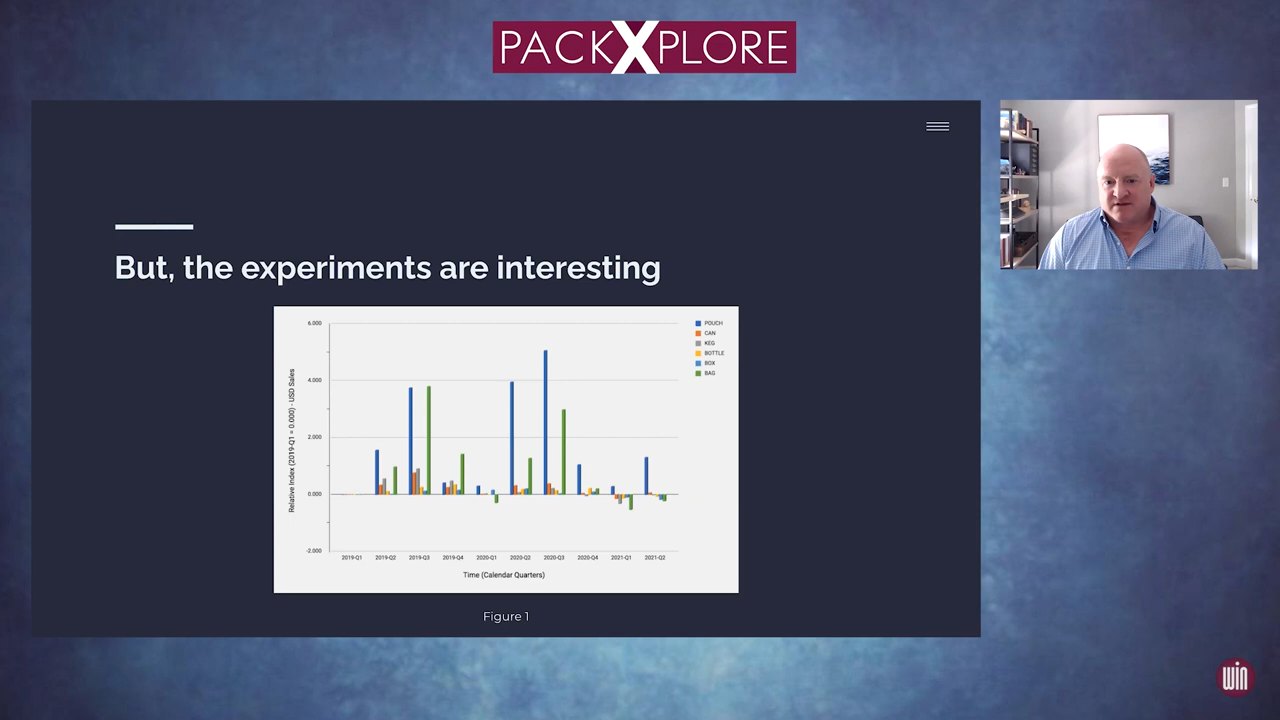 PACKXPLORE
But, the experiments are interesting
6.000
4.000
2.000
0.000
-2.000
Relative Index (2019-Q1 = 0.000) - USD Sales
POUCH
CAN
KEG
BOTTLE
BOX
BAG
2019-Q1 2019-Q2 2019-Q3 2019-Q4 2020-Q1 2020-Q2 2020-Q3 2020-Q4 2021-Q1 2021-Q2
Time (Calendar Quarters)
Figure 1
win